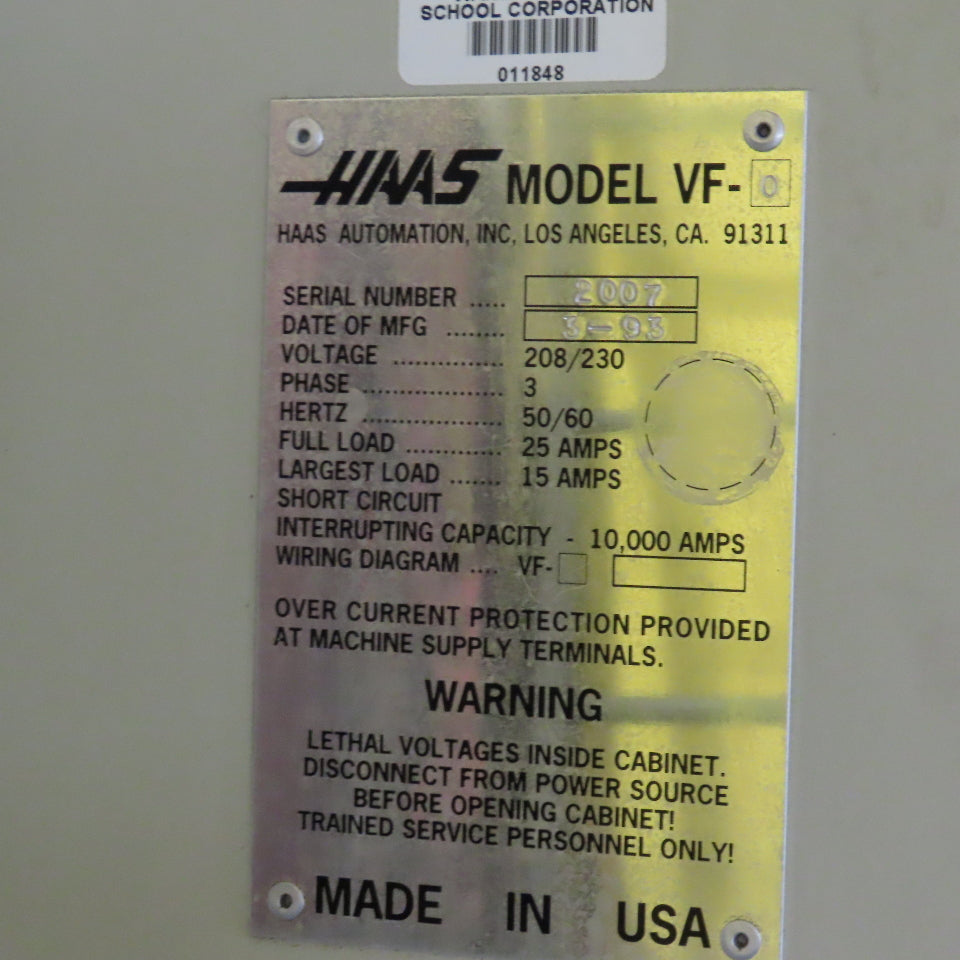 SCHOOL CORPORATION
011848
HAAS MODEL VF-0
HAAS AUTOMATION, INC, LOS ANGELES, CA. 91311
SERIAL NUMBER ..... 2007
DATE OF MFG ........ 3-93
VOLTAGE ............... 208/230
PHASE ................... 3
HERTZ ................... 50/60
FULL LOAD ............. 25 AMPS
LARGEST LOAD ....... 15 AMPS
SHORT CIRCUIT
INTERRUPTING CAPACITY - 10,000 AMPS
WIRING DIAGRAM .... VF-
OVER CURRENT PROTECTION PROVIDED
AT MACHINE SUPPLY TERMINALS.
WARNING
LETHAL VOLTAGES INSIDE CABINET.
DISCONNECT FROM POWER SOURCE
BEFORE OPENING CABINET!
TRAINED SERVICE PERSONNEL ONLY!
MADE IN USA